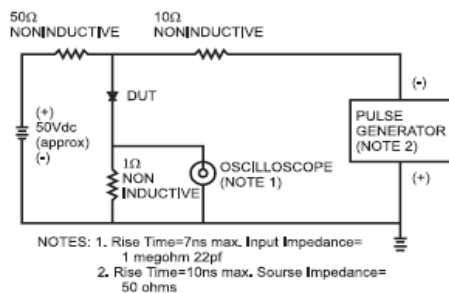 50Ω
NONINDUCTIVE
10Ω
NONINDUCTIVE
(+)
50Vdc
(approx)
(-)
DUT
1Ω
NON
INDUCTIVE
OSCILLOSCOPE
(NOTE 1)
(-)
PULSE
GENERATOR
(NOTE 2)
(+)
NOTES: 1. Rise Time=7ns max. Input Impedance=
1 megohm 22pf
2. Rise Time=10ns max. Sourse Impedance=
50 ohms